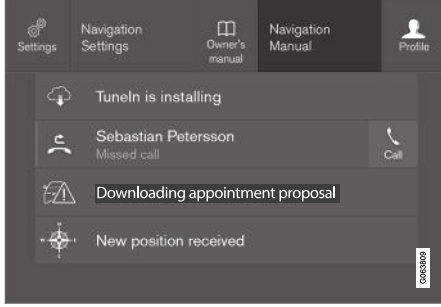 Settings
Navigation
Settings
Owner's
manual
Navigation
Manual
Profile
TuneIn is installing
Sebastian Petersson
Missed call
Call
Downloading appointment proposal
New position received
G063809